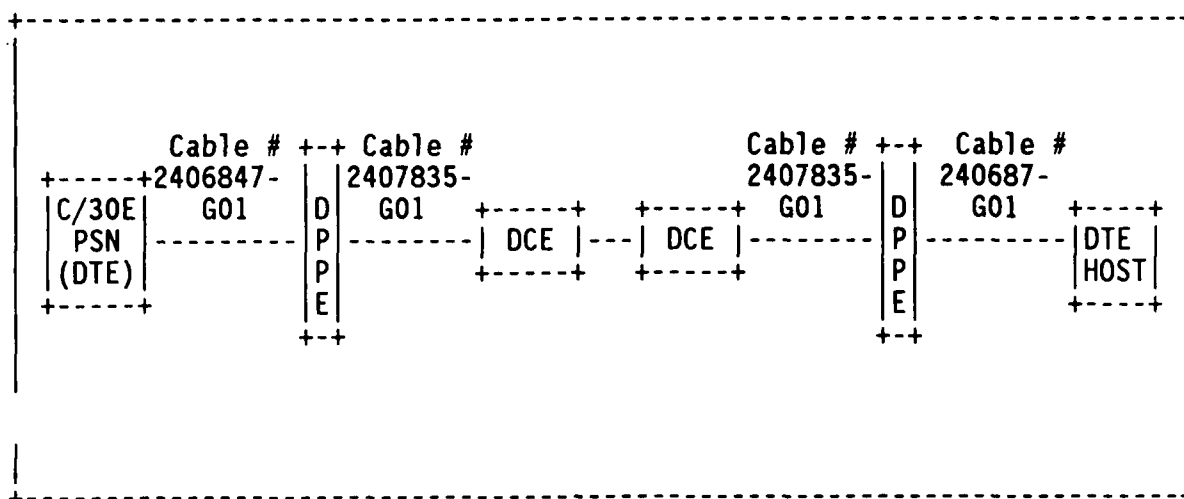 Cable # Cable # Cable # Cable #
2406847- 2407835- 2407835- 240687-
C/30E G01 D G01 G01 D G01
PSN P DCE DCE P DTE
(DTE) P P HOST
E E